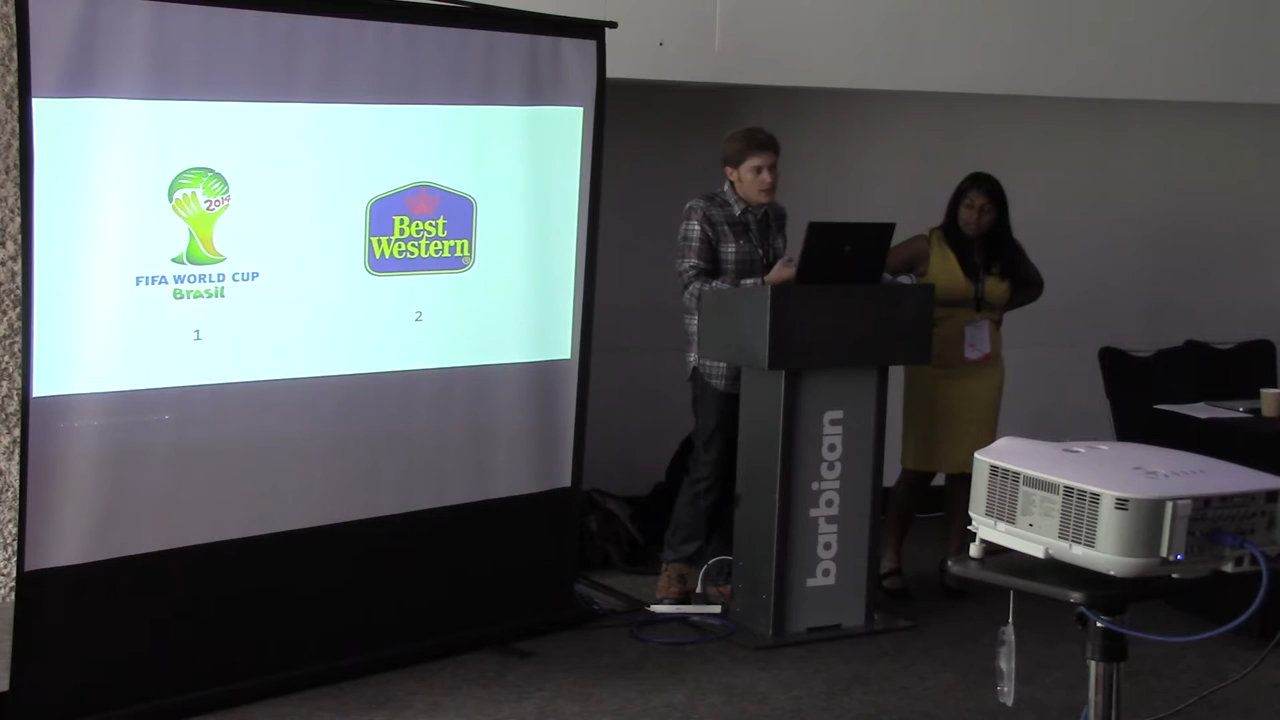 2014
FIFA WORLD CUP
Brasil
1
Best
Western
®
2
barbican